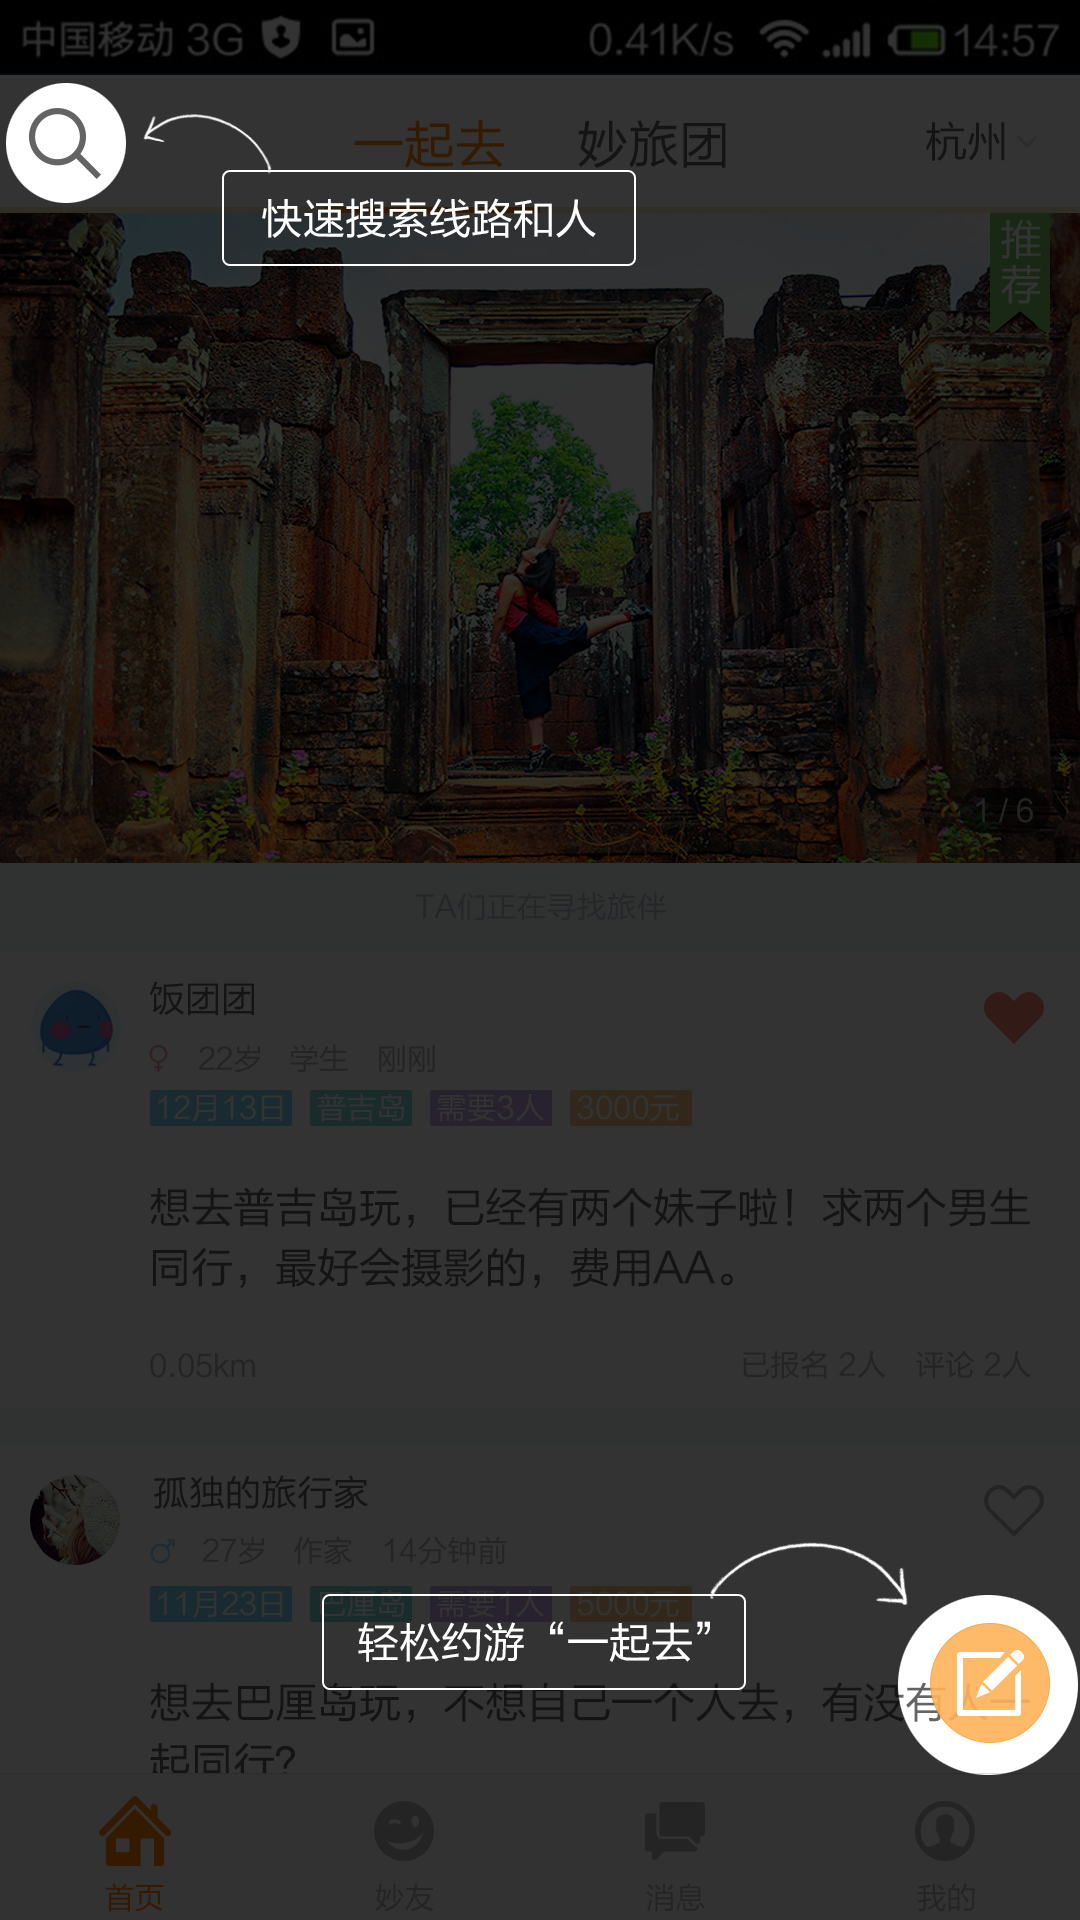 中国移动 3G 0.41K/s 14:57
一起去 妙旅团 杭州
快速搜索线路和人
推荐
1 / 6
TA们正在寻找旅伴
饭团团
22岁 学生 刚刚
12月13日 普吉岛 需要3人 3000元
想去普吉岛玩，已经有两个妹子啦！求两个男生
同行，最好会摄影的，费用AA。
0.05km 已报名 2人 评论 2人
孤独的旅行家
27岁 作家 14分钟前
11月23日 巴厘岛 需要1人 5000元
轻松约游“一起去”
想去巴厘岛玩，不想自己一个人去，有没有人一
起同行？
首页 妙友 消息 我的